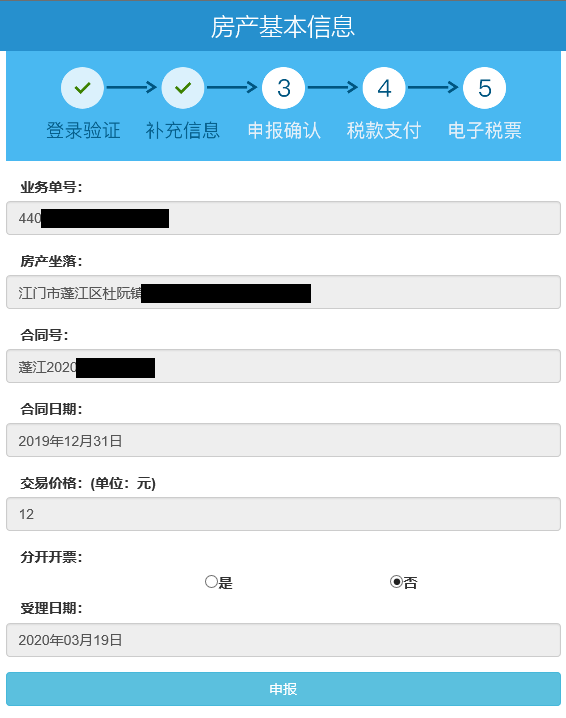 房产基本信息
3 4 5
登录验证 补充信息 申报确认 税款支付 电子税票
业务单号:
440
房产坐落:
江门市蓬江区杜阮镇
合同号:
蓬江2020
合同日期:
2019年12月31日
交易价格: (单位: 元)
12
分开开票:
是 否
受理日期:
2020年03月19日
申报